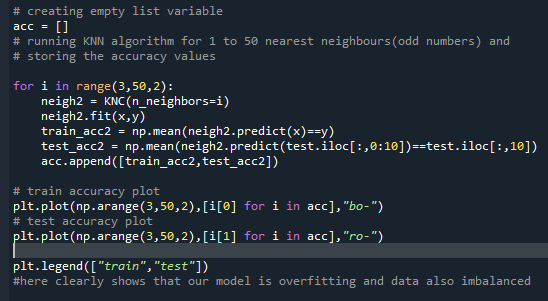 # creating empty list variable
acc = []
# running KNN algorithm for 1 to 50 nearest neighbours(odd numbers) and
# storing the accuracy values
for i in range(3,50,2):
    neigh2 = KNC(n_neighbors=i)
    neigh2.fit(x,y)
    train_acc2 = np.mean(neigh2.predict(x)==y)
    test_acc2 = np.mean(neigh2.predict(test.iloc[:,0:10])==test.iloc[:,10])
    acc.append([train_acc2,test_acc2])
# train accuracy plot
plt.plot(np.arange(3,50,2),[i[0] for i in acc],"bo-")
# test accuracy plot
plt.plot(np.arange(3,50,2),[i[1] for i in acc],"ro-")
plt.legend(["train","test"])
#here clearly shows that our model is overfitting and data also imbalanced